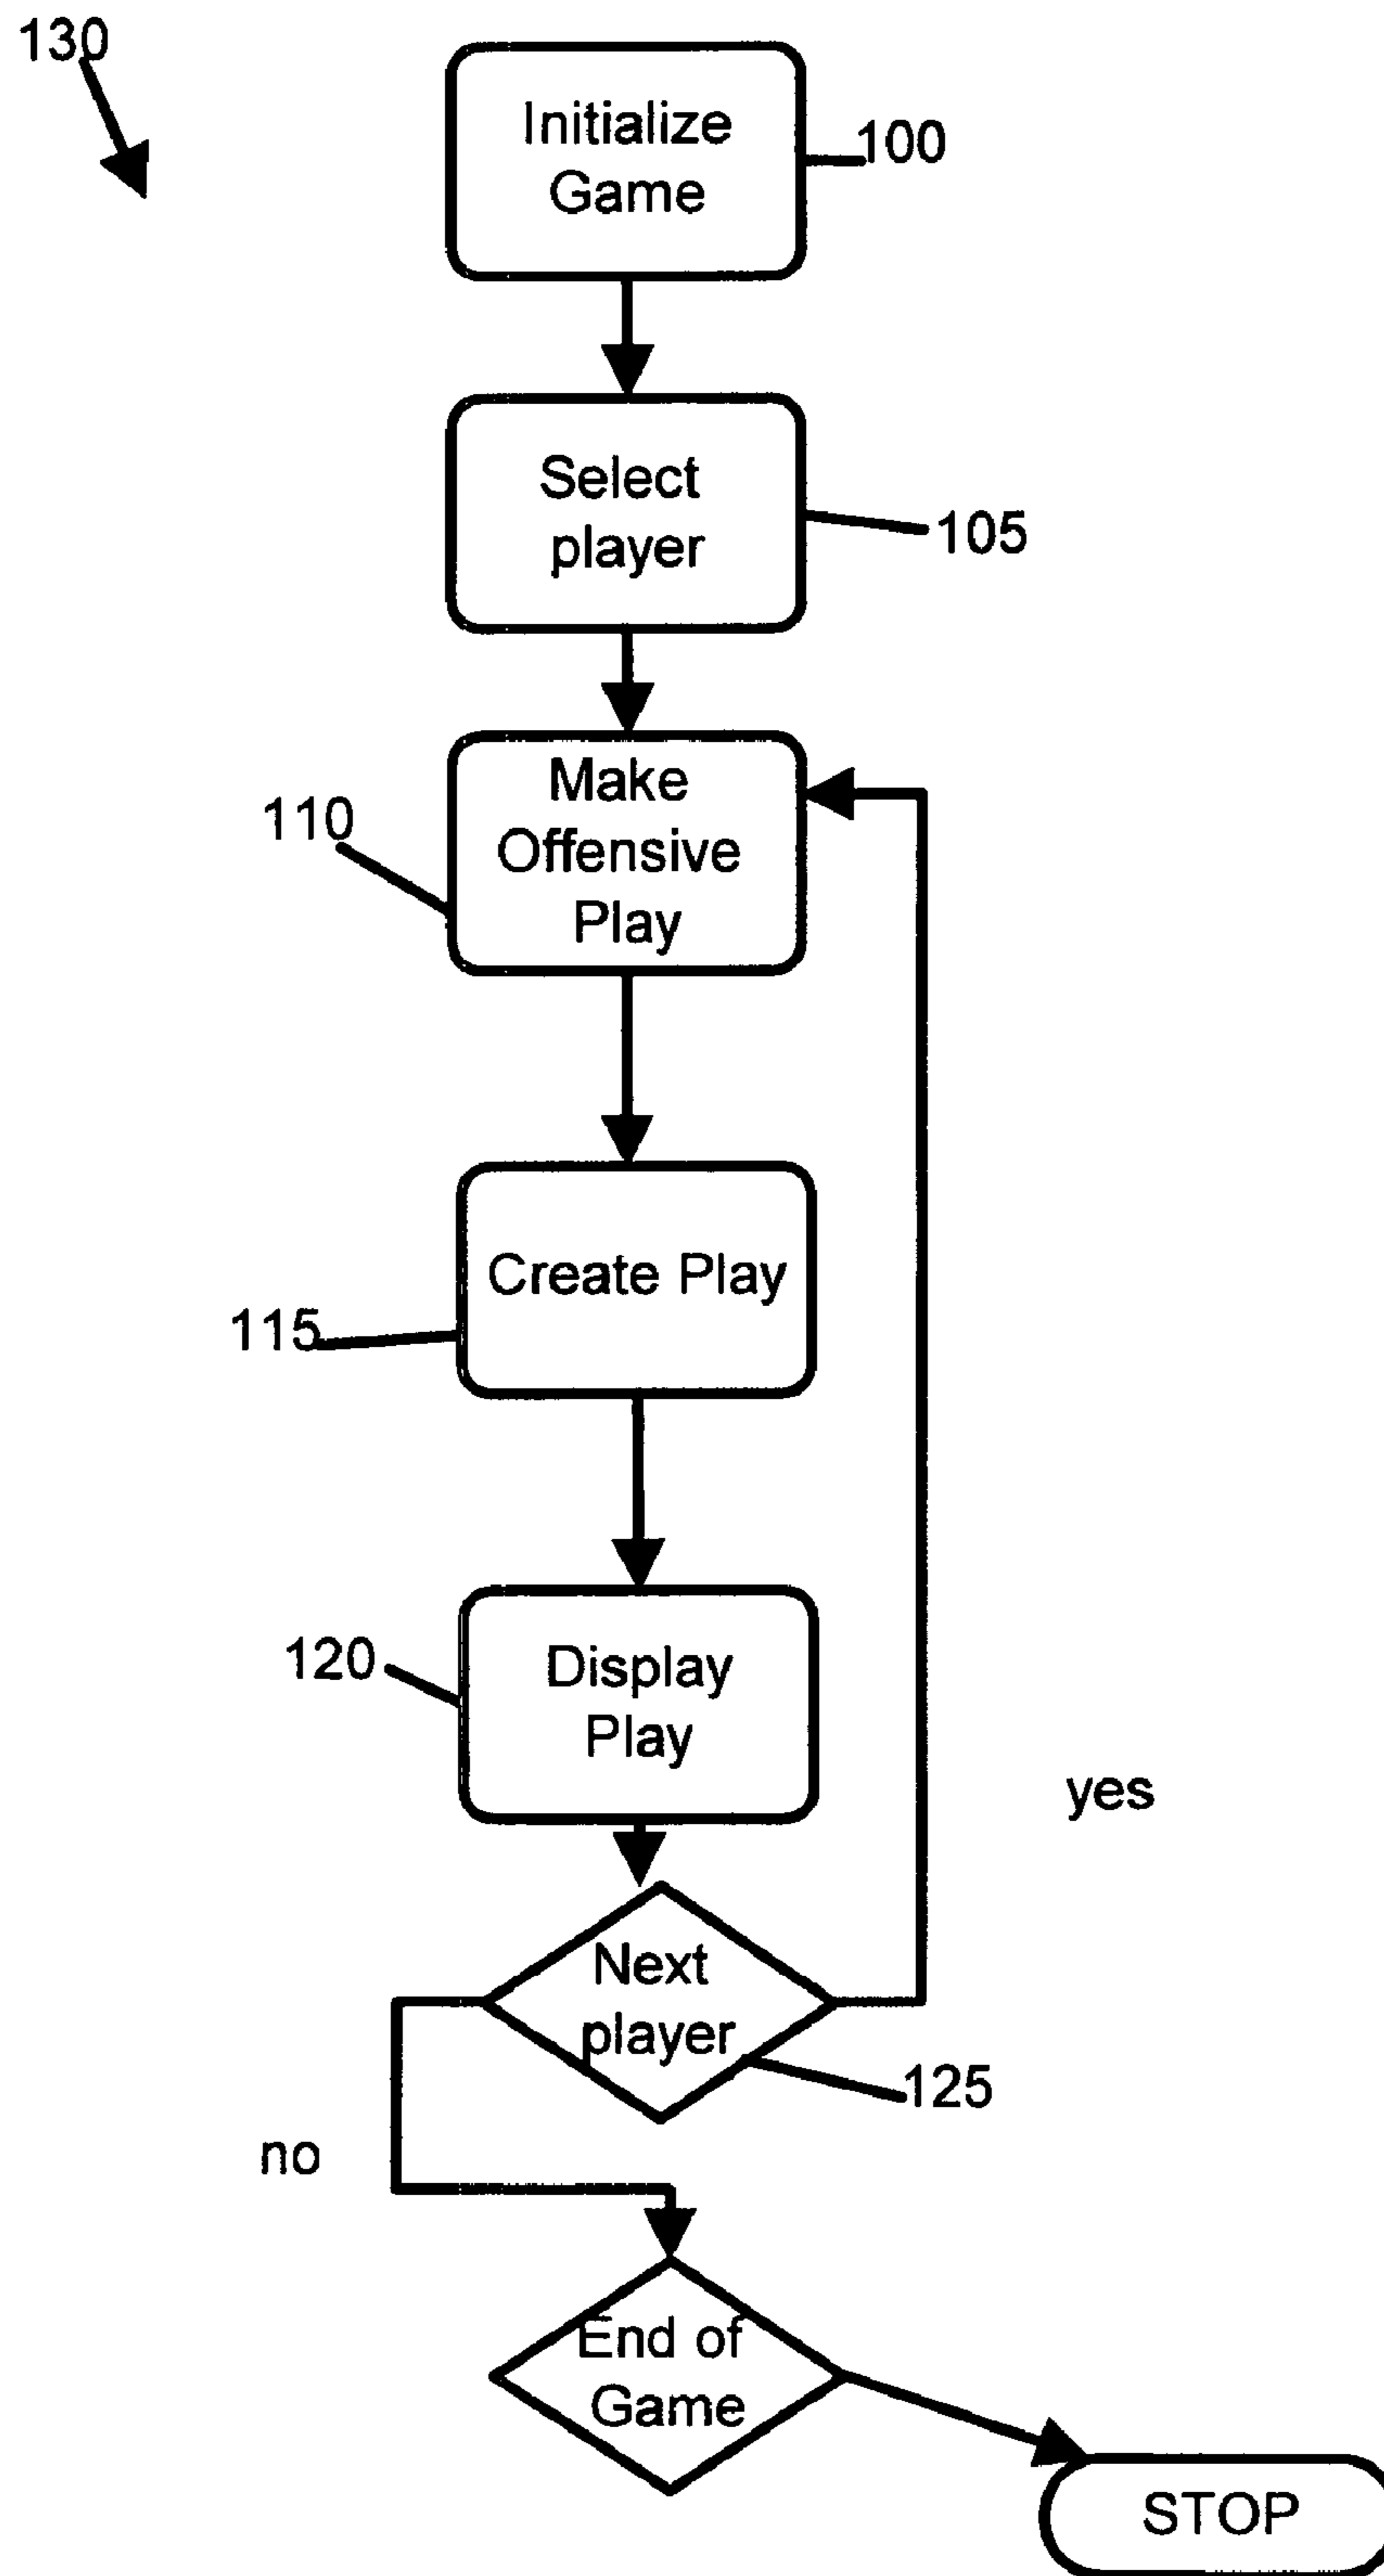 130
Initialize
Game
100
Select
player
105
Make
Offensive
Play
110
Create Play
115
Display
Play
120
yes
Next
player
125
no
End of
Game
STOP